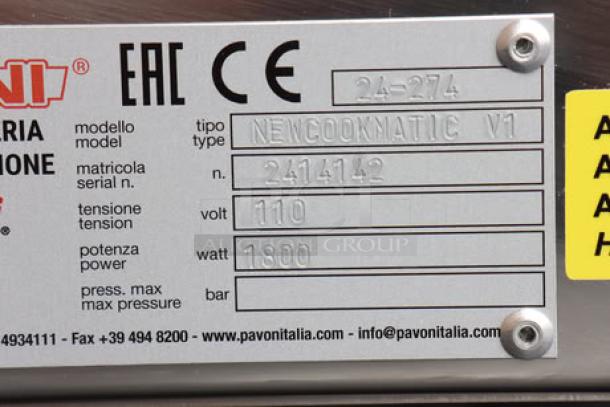 NI®
EAC CE
24-274
ERIA
IONE
®
modello tipo
model type NEWCOOKMATIC V1
matricola
serial n. n. 2414142
tensione
tension volt 110
potenza
power watt 1800
press. max
max pressure bar
4934111 - Fax +39 494 8200 - www.pavonitalia.com - info@pavonitalia.com
A
A
A
H
GROUP